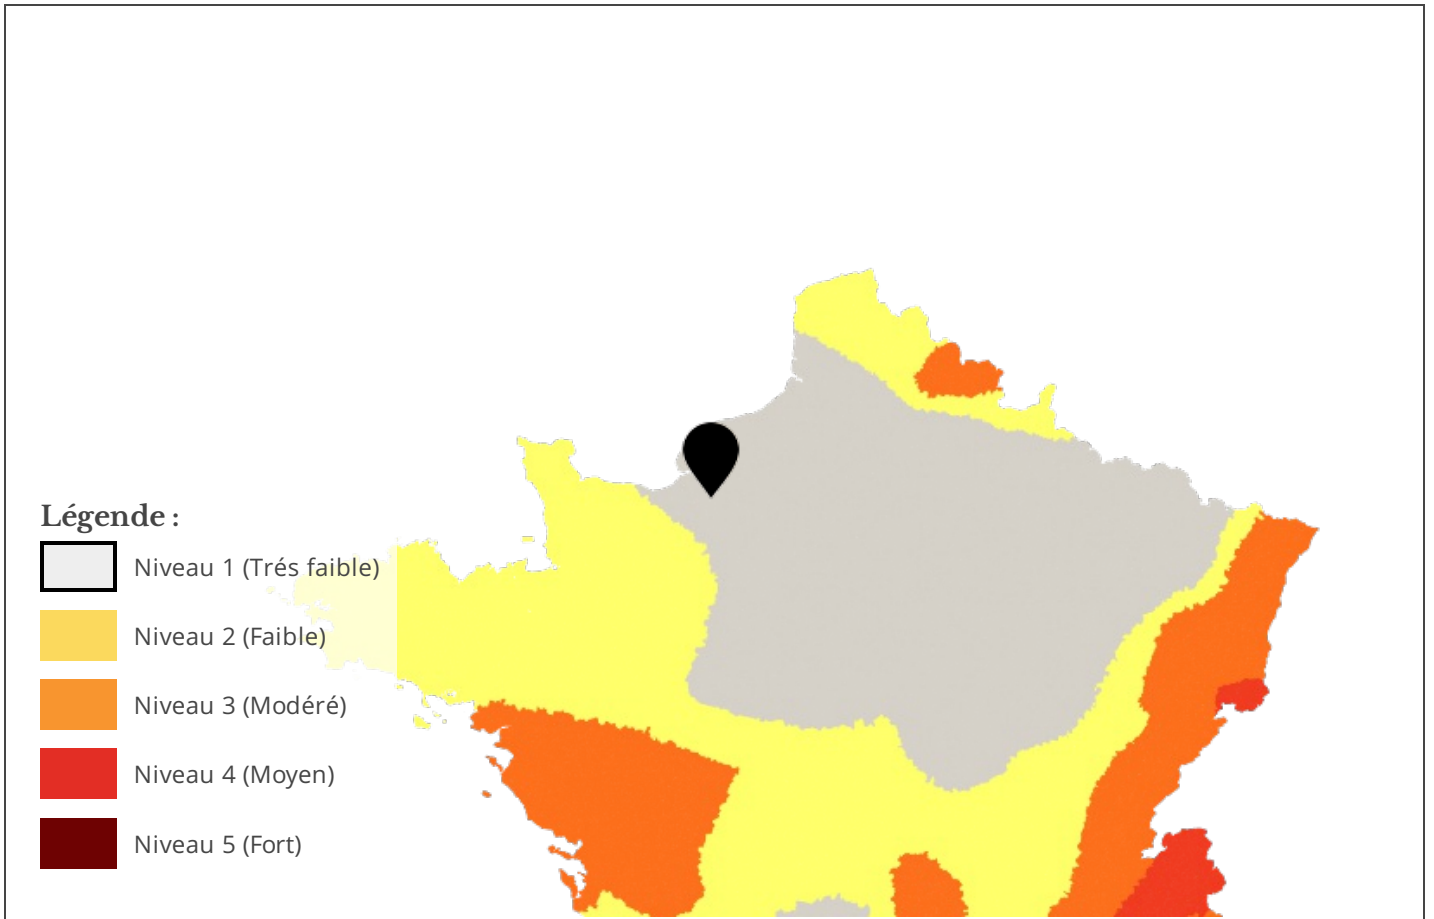 Légende :
Niveau 1 (Trés faible)
Niveau 2 (Faible)
Niveau 3 (Modéré)
Niveau 4 (Moyen)
Niveau 5 (Fort)